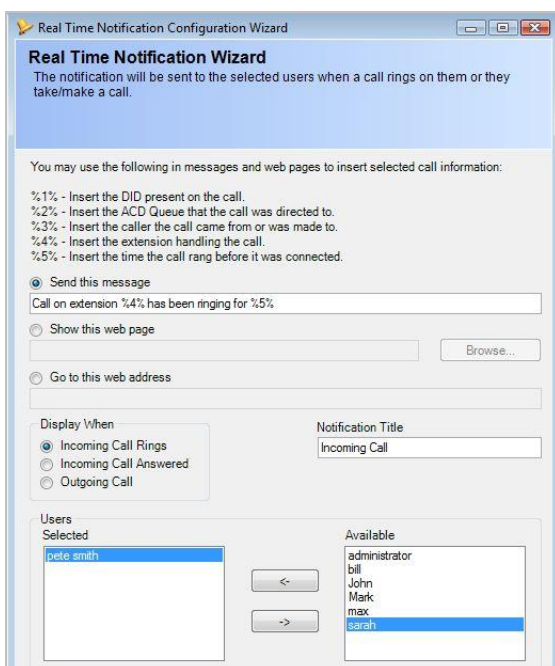 Real Time Notification Configuration Wizard
Real Time Notification Wizard
The notification will be sent to the selected users when a call rings on them or they
take/make a call.
You may use the following in messages and web pages to insert selected call information:
%1% - Insert the DID present on the call.
%2% - Insert the ACD Queue that the call was directed to.
%3% - Insert the caller the call came from or was made to.
%4% - Insert the extension handling the call.
%5% - Insert the time the call rang before it was connected.
Send this message
Call on extension %4% has been ringing for %5%
Show this web page
Browse...
Go to this web address
Display When
Incoming Call Rings
Incoming Call Answered
Outgoing Call
Notification Title
Incoming Call
Users
Selected
pete smith
<-
->
Available
administrator
bill
John
Mark
max
sarah